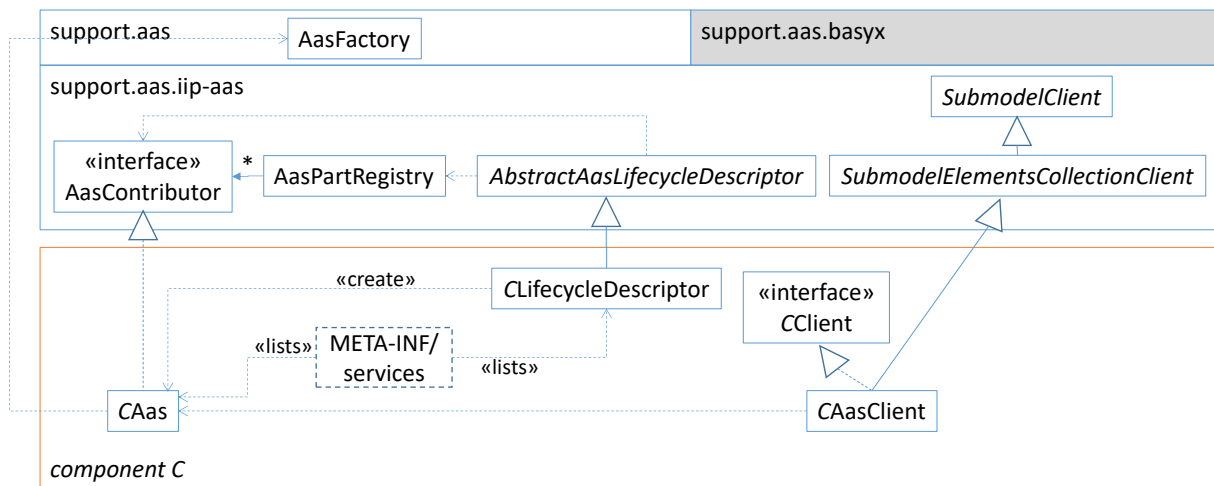 support.aas
AasFactory
support.aas.basyx
support.aas.iip-aas
SubmodelClient
«interface»
AasContributor
*
AasPartRegistry
AbstractAasLifecycleDescriptor
SubmodelElementsCollectionClient
«create»
CLifecycleDescriptor
«interface»
CClient
«lists»
META-INF/
services
«lists»
CAas
CAasClient
component C